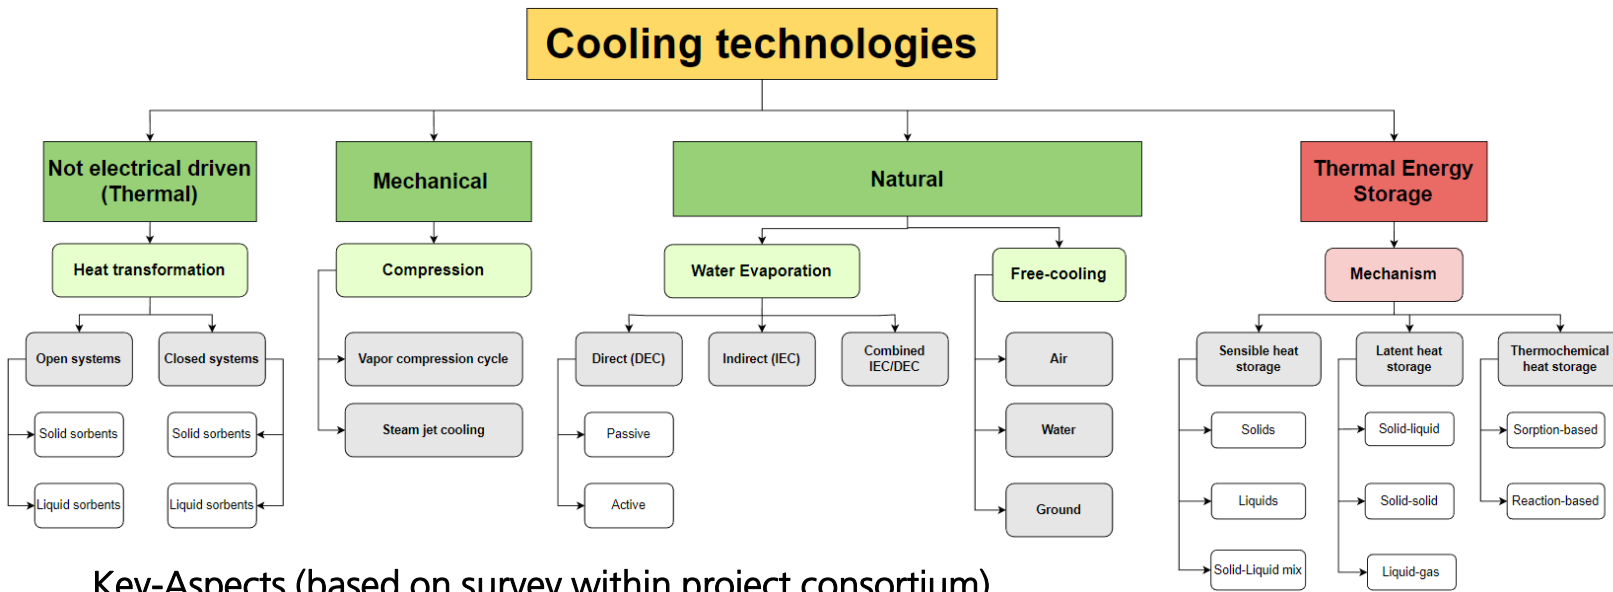 Cooling technologies
Not electrical driven
(Thermal)
Mechanical
Natural
Thermal Energy
Storage
Heat transformation
Compression
Water Evaporation
Free-cooling
Mechanism
Open systems
Closed systems
Vapor compression cycle
Direct (DEC)
Indirect (IEC)
Combined
IEC/DEC
Air
Sensible heat
storage
Latent heat
storage
Thermochemical
heat storage
Solid sorbents
Solid sorbents
Steam jet cooling
Passive
Water
Solids
Solid-liquid
Sorption-based
Liquid sorbents
Liquid sorbents
Active
Ground
Liquids
Solid-solid
Reaction-based
Solid-Liquid mix
Liquid-gas
Key-Aspects (based on survey within project consortium)